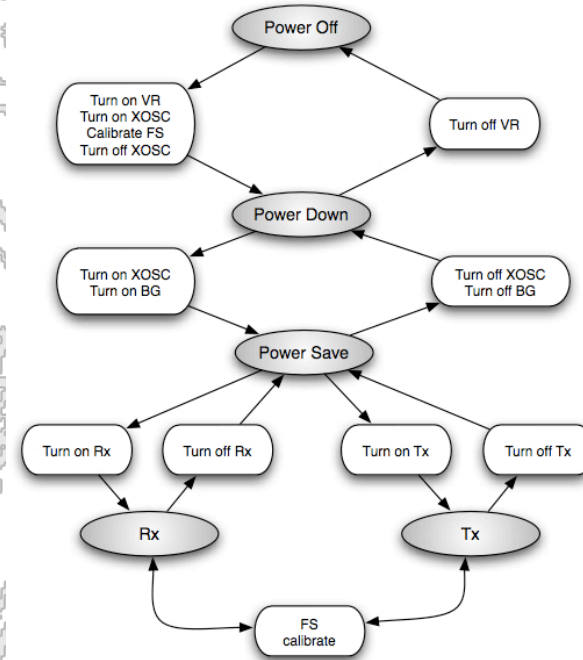 Power Off
Turn on VR
Turn on XOSC
Calibrate FS
Turn off XOSC
Turn off VR
Power Down
Turn on XOSC
Turn on BG
Turn off XOSC
Turn off BG
Power Save
Turn on Rx
Turn off Rx
Turn on Tx
Turn off Tx
Rx
Tx
FS
calibrate